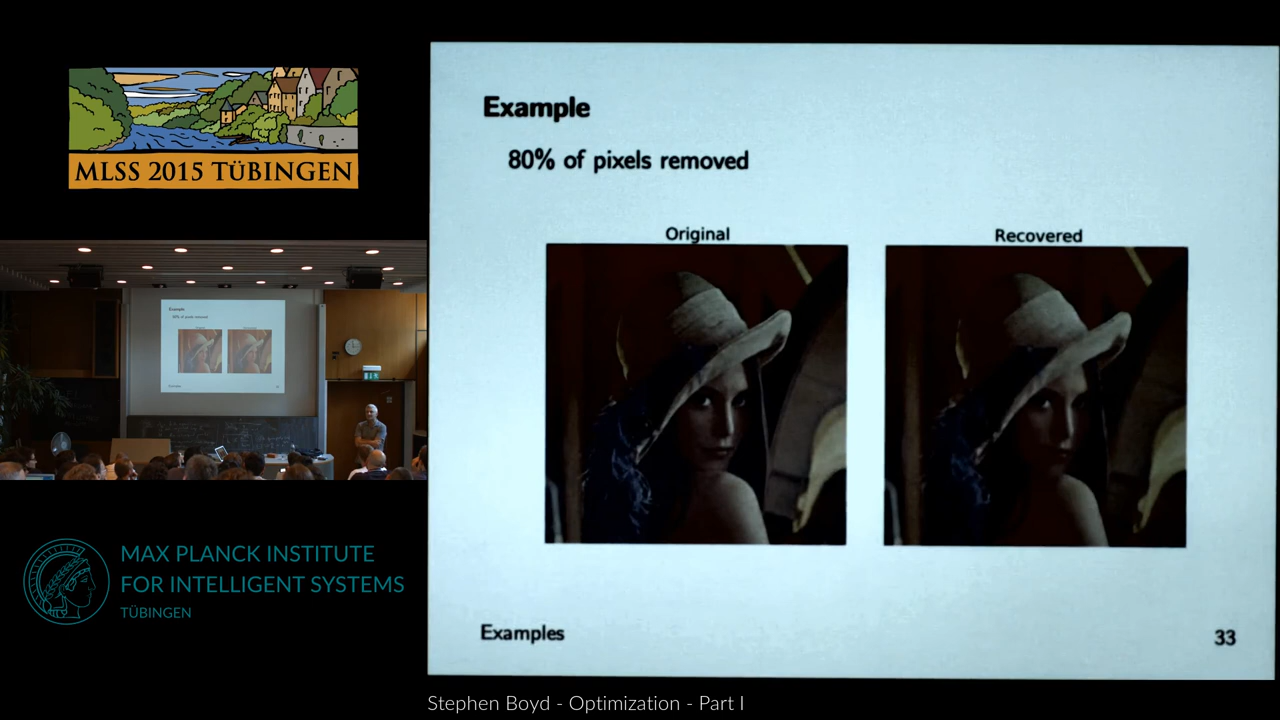 MLSS 2015 TÜBINGEN
Example
80% of pixels removed
Original
Recovered
Examples
33
MAX PLANCK INSTITUTE
FOR INTELLIGENT SYSTEMS
TÜBINGEN
Stephen Boyd - Optimization - Part I